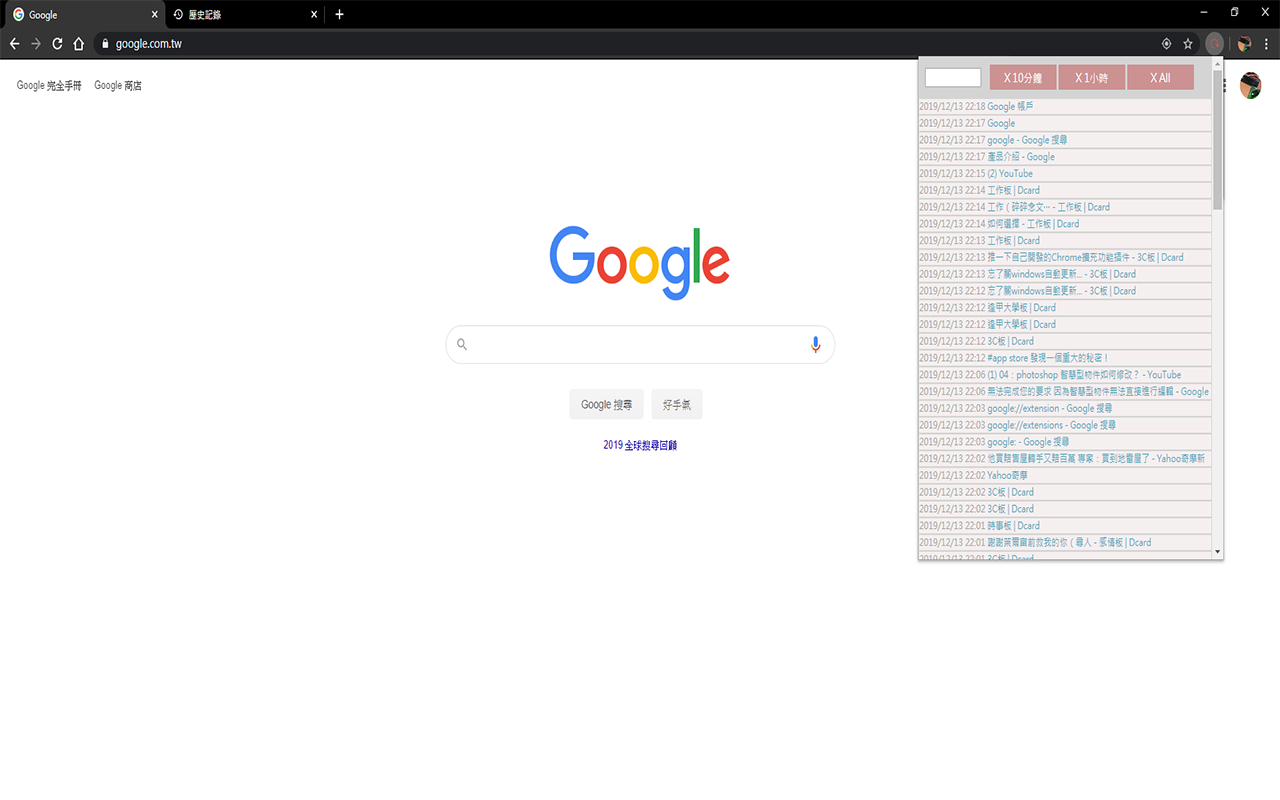 Google
歷史記錄
google.com.tw
Google 完全手冊 Google 商店
Google
Google 搜尋 好手氣
2019 全球搜尋回顧
X 10分鐘 X 1小時 X All
2019/12/13 22:18 Google 帳戶
2019/12/13 22:17 Google
2019/12/13 22:17 google - Google 搜尋
2019/12/13 22:17 產品介紹 - Google
2019/12/13 22:15 (2) YouTube
2019/12/13 22:14 工作板 | Dcard
2019/12/13 22:14 工作（碎碎念文⋯ - 工作板 | Dcard
2019/12/13 22:14 如何選擇 - 工作板 | Dcard
2019/12/13 22:13 工作板 | Dcard
2019/12/13 22:13 推一下自己開發的Chrome擴充功能插件 - 3C板 | Dcard
2019/12/13 22:13 忘了關windows自動更新... - 3C板 | Dcard
2019/12/13 22:12 忘了關windows自動更新... - 3C板 | Dcard
2019/12/13 22:12 逢甲大學板 | Dcard
2019/12/13 22:12 逢甲大學板 | Dcard
2019/12/13 22:12 3C板 | Dcard
2019/12/13 22:12 #app store 發現一個重大的秘密！
2019/12/13 22:06 (1) 04：photoshop 智慧型物件如何修改？ - YouTube
2019/12/13 22:06 無法完成您的要求 因為智慧型物件無法直接進行編輯 - Google
2019/12/13 22:03 google://extension - Google 搜尋
2019/12/13 22:03 google://extensions - Google 搜尋
2019/12/13 22:03 google: - Google 搜尋
2019/12/13 22:02 他買賠售屋轉手又賠百萬 專家：買到地雷屋了 - Yahoo奇摩新
2019/12/13 22:02 Yahoo奇摩
2019/12/13 22:02 3C板 | Dcard
2019/12/13 22:02 3C板 | Dcard
2019/12/13 22:01 時事板 | Dcard
2019/12/13 22:01 謝謝萊爾富前救我的你（尋人 - 感情板 | Dcard
2019/12/13 22:01 3C板 | Dcard